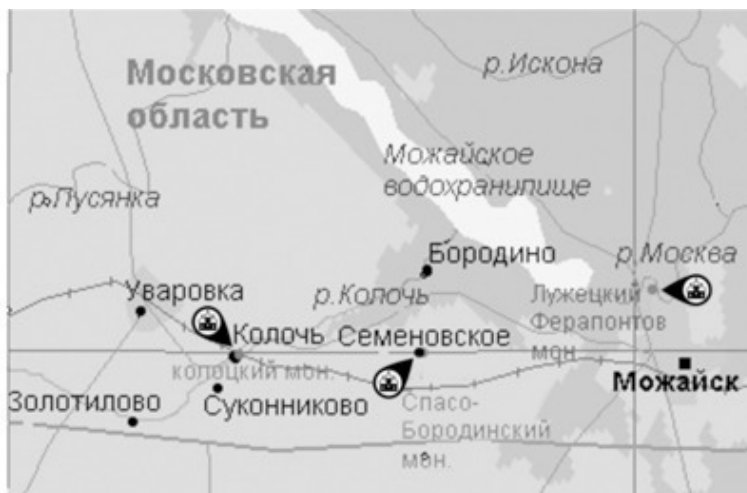 Московская
область
р.Искона
Можайское
водохранилище
р.Лусянка
Бородино
р.Москва
Уваровка
р.Колочь
Лужецкий
Ферапонтов
мон.
Колочь
Семеновское
колоцкий мон.
Можайск
Золотилово
Суконниково
Спасо-
Бородинский
мон.